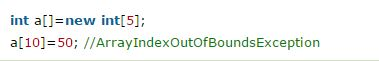 int a[]=new int[5];
a[10]=50; //ArrayIndexOutOfBoundsException